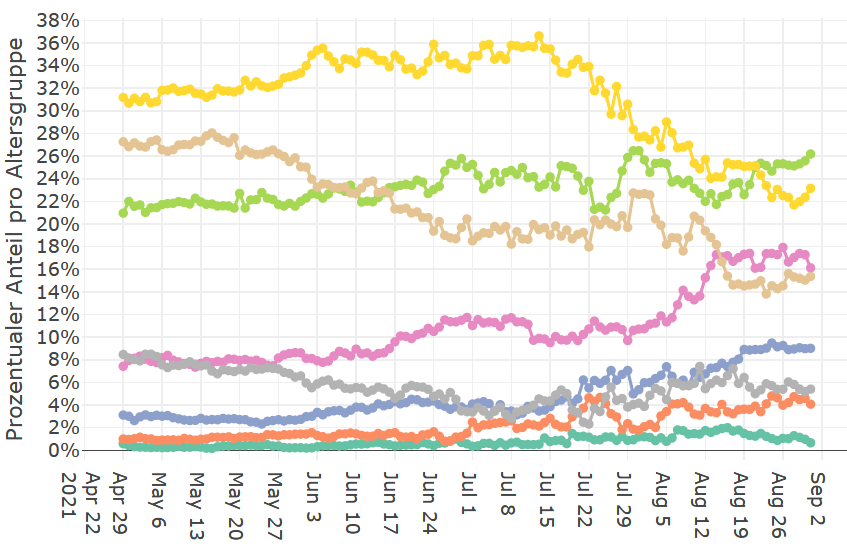 Prozentualer Anteil pro Altersgruppe
38%
36%
34%
32%
30%
28%
26%
24%
22%
20%
18%
16%
14%
12%
10%
8%
6%
4%
2%
0%
Apr 22
2021
Apr 29
May 6
May 13
May 20
May 27
Jun 3
Jun 10
Jun 17
Jun 24
Jul 1
Jul 8
Jul 15
Jul 22
Jul 29
Aug 5
Aug 12
Aug 19
Aug 26
Sep 2